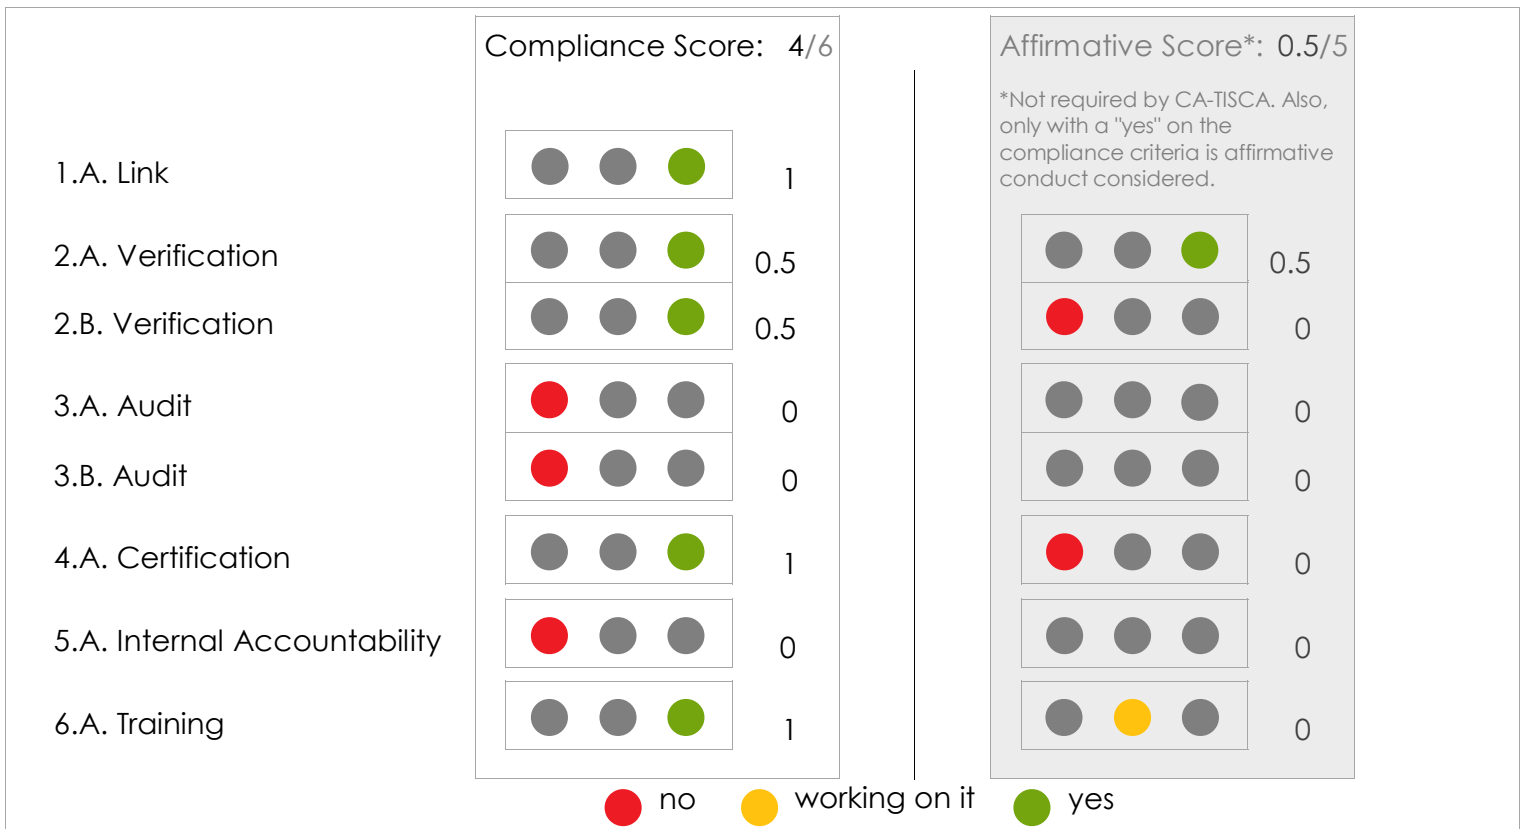 Compliance Score: 4/6
Affirmative Score*: 0.5/5
*Not required by CA-TISCA. Also,
only with a "yes" on the
compliance criteria is affirmative
conduct considered.
1.A. Link 1
2.A. Verification 0.5 0.5
2.B. Verification 0.5 0
3.A. Audit 0 0
3.B. Audit 0 0
4.A. Certification 1 0
5.A. Internal Accountability 0 0
6.A. Training 1 0
no working on it yes